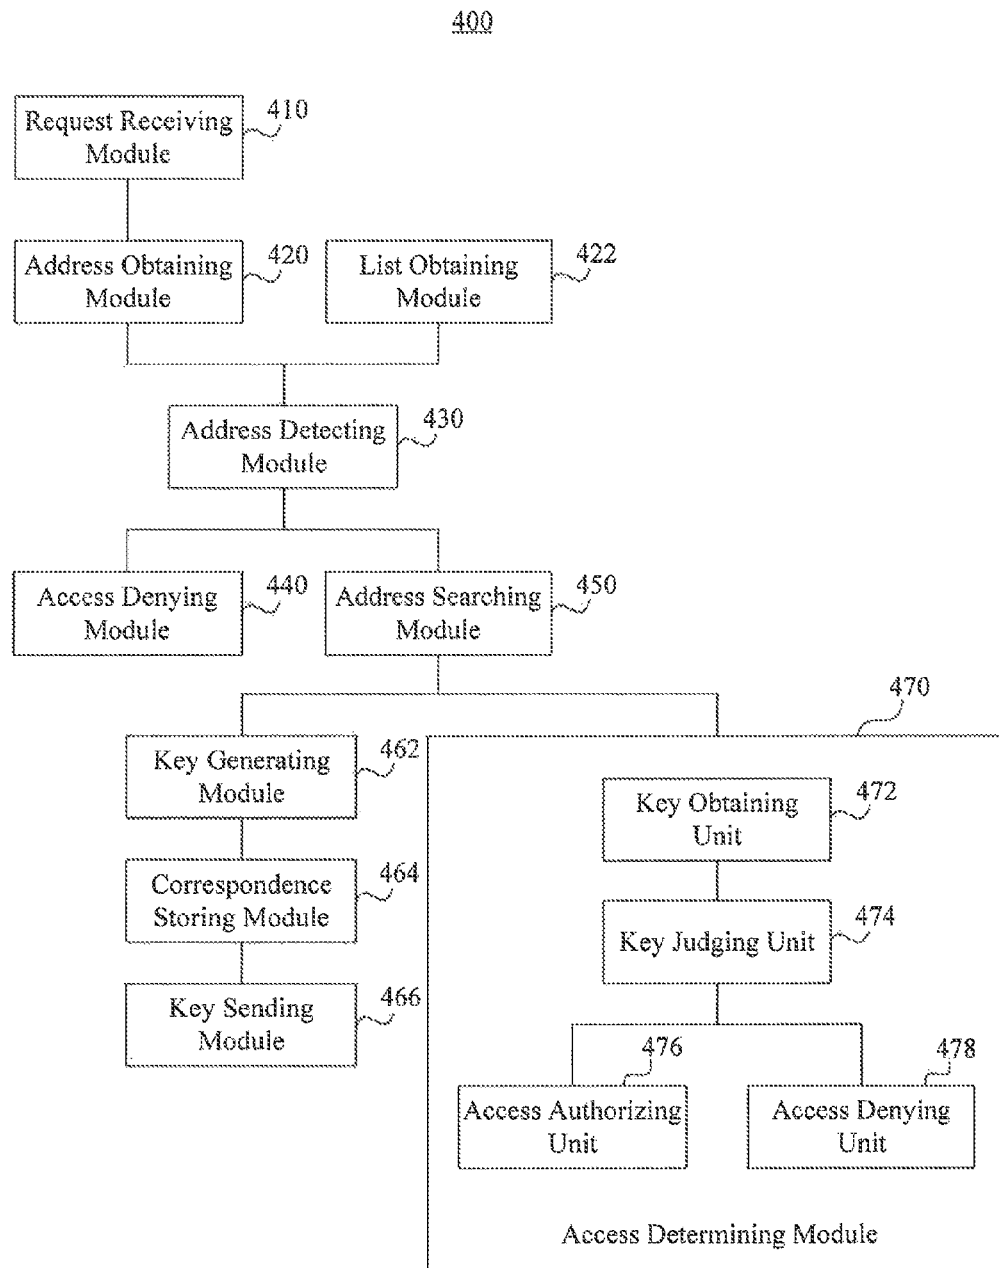 400
Request Receiving
Module
410
Address Obtaining
Module
420
List Obtaining
Module
422
Address Detecting
Module
430
Access Denying
Module
440
Address Searching
Module
450
470
Key Generating
Module
462
Key Obtaining
Unit
472
Correspondence
Storing Module
464
Key Judging Unit
474
Key Sending
Module
466
476
Access Authorizing
Unit
478
Access Denying
Unit
Access Determining Module